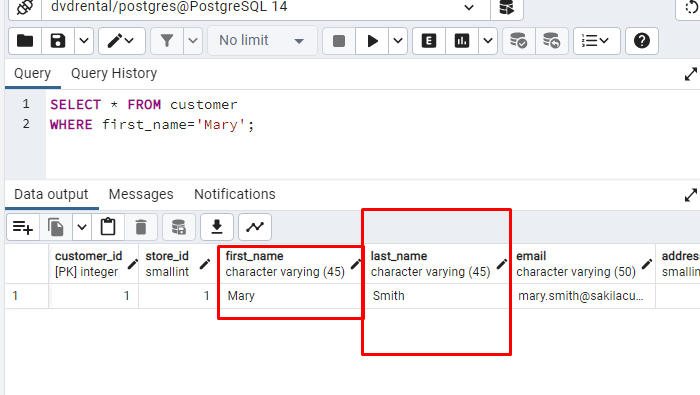 dvdrental/postgres@PostgreSQL 14
No limit
E
Query Query History
1 SELECT * FROM customer
2 WHERE first_name='Mary';
Data output Messages Notifications
customer_id store_id first_name last_name email address
[PK] integer smallint character varying (45) character varying (45) character varying (50) smallin
1 1 1 Mary Smith mary.smith@sakilacu...